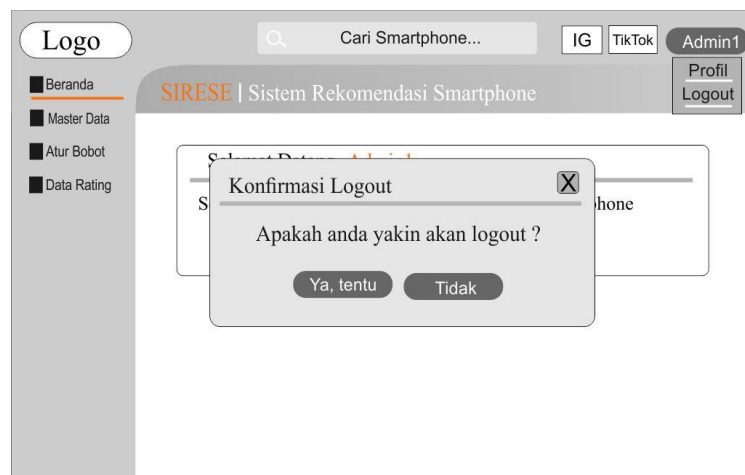 Logo
Cari Smartphone...
IG
TikTok
Admin1
Profil
Logout
Beranda
Master Data
Atur Bobot
Data Rating
SIRESE | Sistem Rekomendasi Smartphone
Konfirmasi Logout
X
Apakah anda yakin akan logout ?
Ya, tentu
Tidak
S
phone